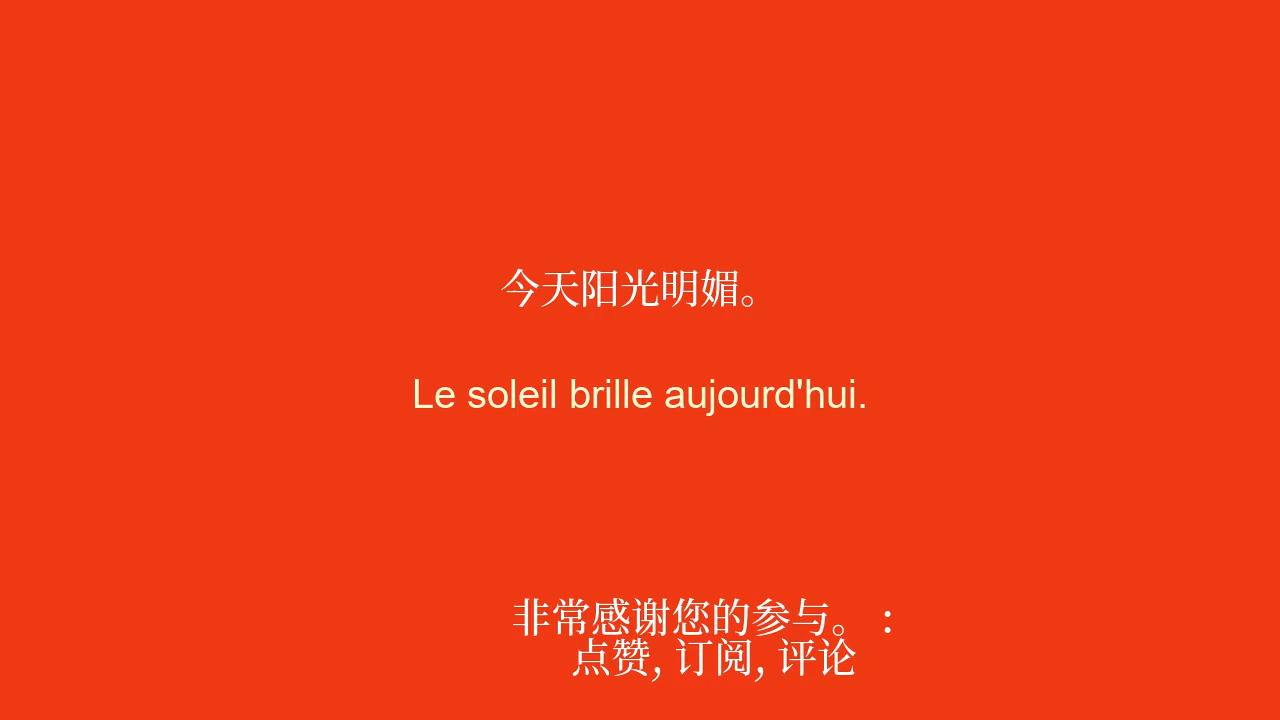 今天阳光明媚。
Le soleil brille aujourd'hui.
非常感谢您的参与。 :
点赞, 订阅, 评论